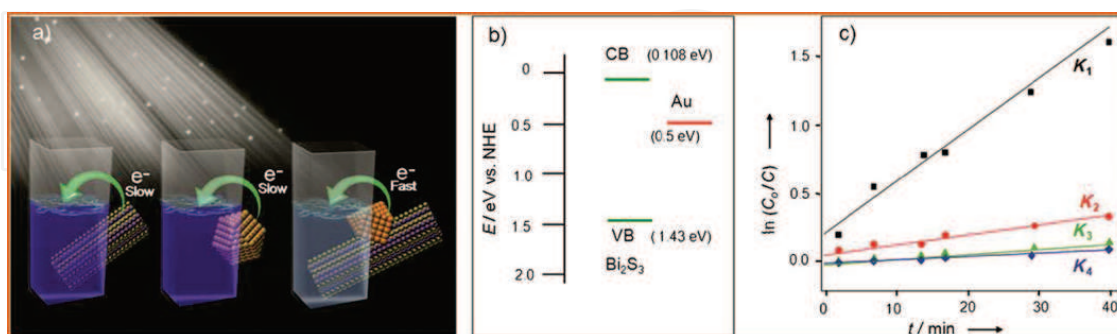 a)
e⁻
Slow
e⁻
Slow
e⁻
Fast
b)
CB (0.108 eV)
0
Au
0.5
(0.5 eV)
1.0
1.5
VB (1.43 eV)
Bi₂S₃
2.0
E / eV vs. NHE
c)
1.5
K₁
1.0
0.5
K₂
K₃
0.0
K₄
0 10 20 30 40
ln (Cₒ/C)
t / min